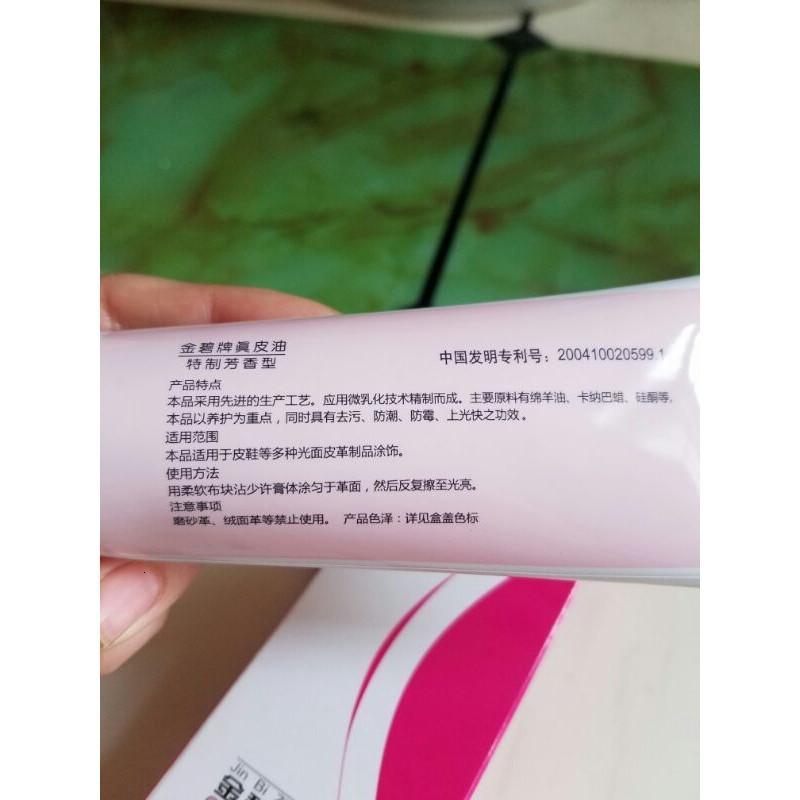 金碧牌眞皮油
特制芳香型
中国发明专利号：200410020599.1
产品特点
本品采用先进的生产工艺。应用微乳化技术精制而成。主要原料有绵羊油、卡纳巴蜡、硅酮等,
本品以养护为重点，同时具有去污、防潮、防霉、上光快之功效。
适用范围
本品适用于皮鞋等多种光面皮革制品涂饰。
使用方法
用柔软布块沾少许膏体涂匀于革面，然后反复擦至光亮。
注意事项
磨砂革、绒面革等禁止使用。 产品色泽：详见盒盖色标
Jin Bi
金